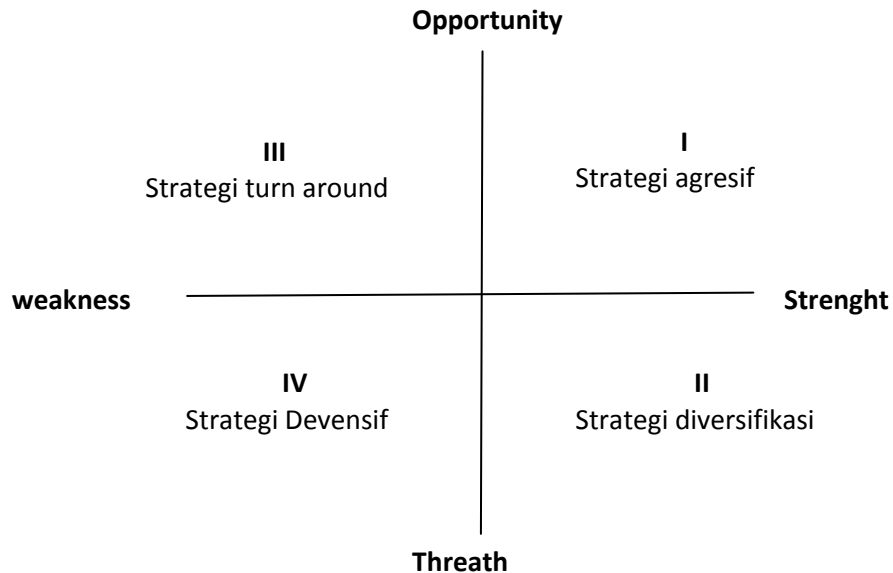 Opportunity
III
Strategi turn around
I
Strategi agresif
weakness
Strenght
IV
Strategi Devensif
II
Strategi diversifikasi
Threath